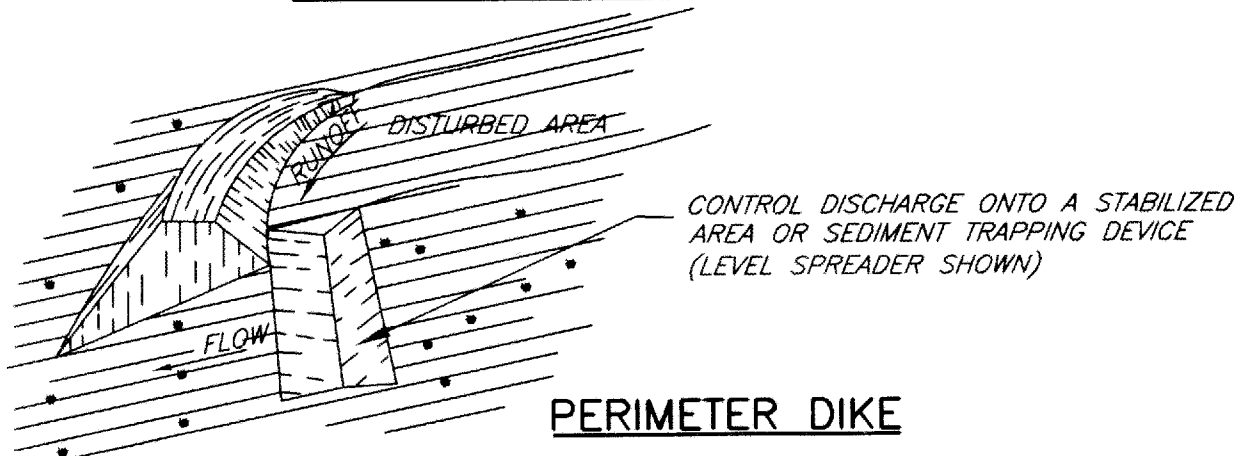 RUNOFF
DISTURBED AREA
CONTROL DISCHARGE ONTO A STABILIZED
AREA OR SEDIMENT TRAPPING DEVICE
(LEVEL SPREADER SHOWN)
FLOW
PERIMETER DIKE